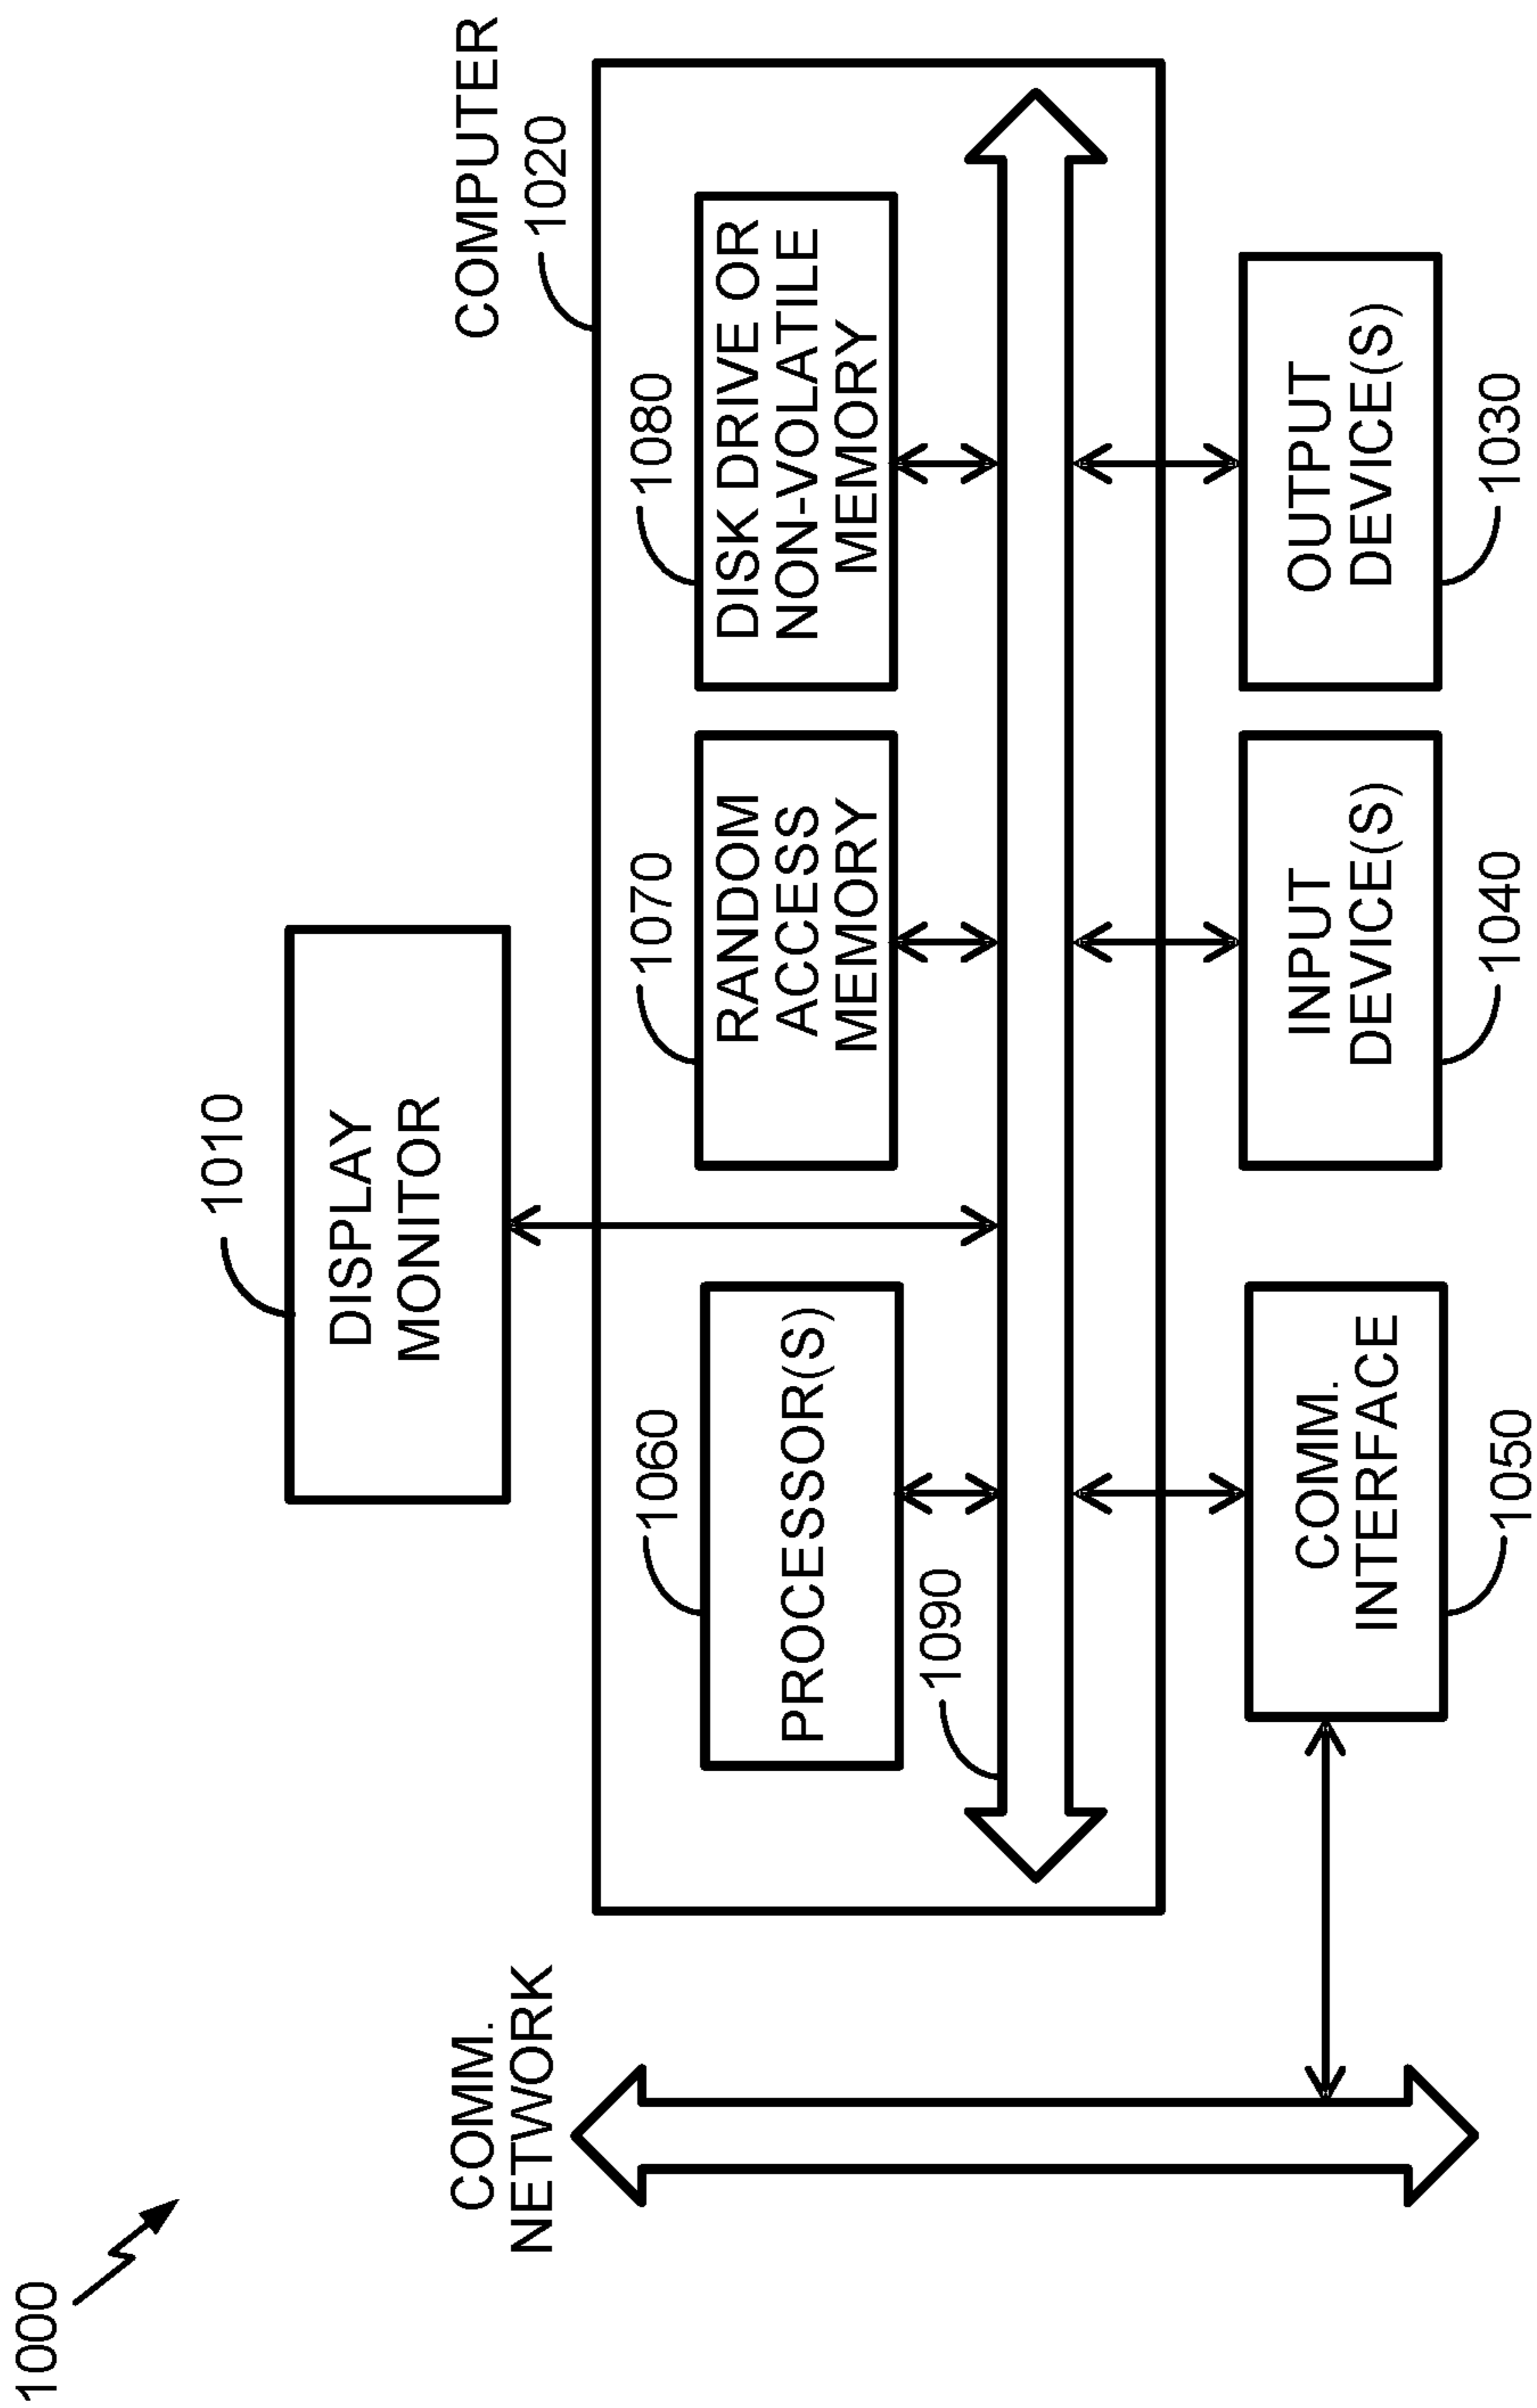 1000
1010
DISPLAY
MONITOR
COMPUTER
1020
COMM.
NETWORK
1060
PROCESSOR(S)
1070
RANDOM
ACCESS
MEMORY
1080
DISK DRIVE OR
NON-VOLATILE
MEMORY
1090
COMM.
INTERFACE
1050
INPUT
DEVICE(S)
1040
OUTPUT
DEVICE(S)
1030